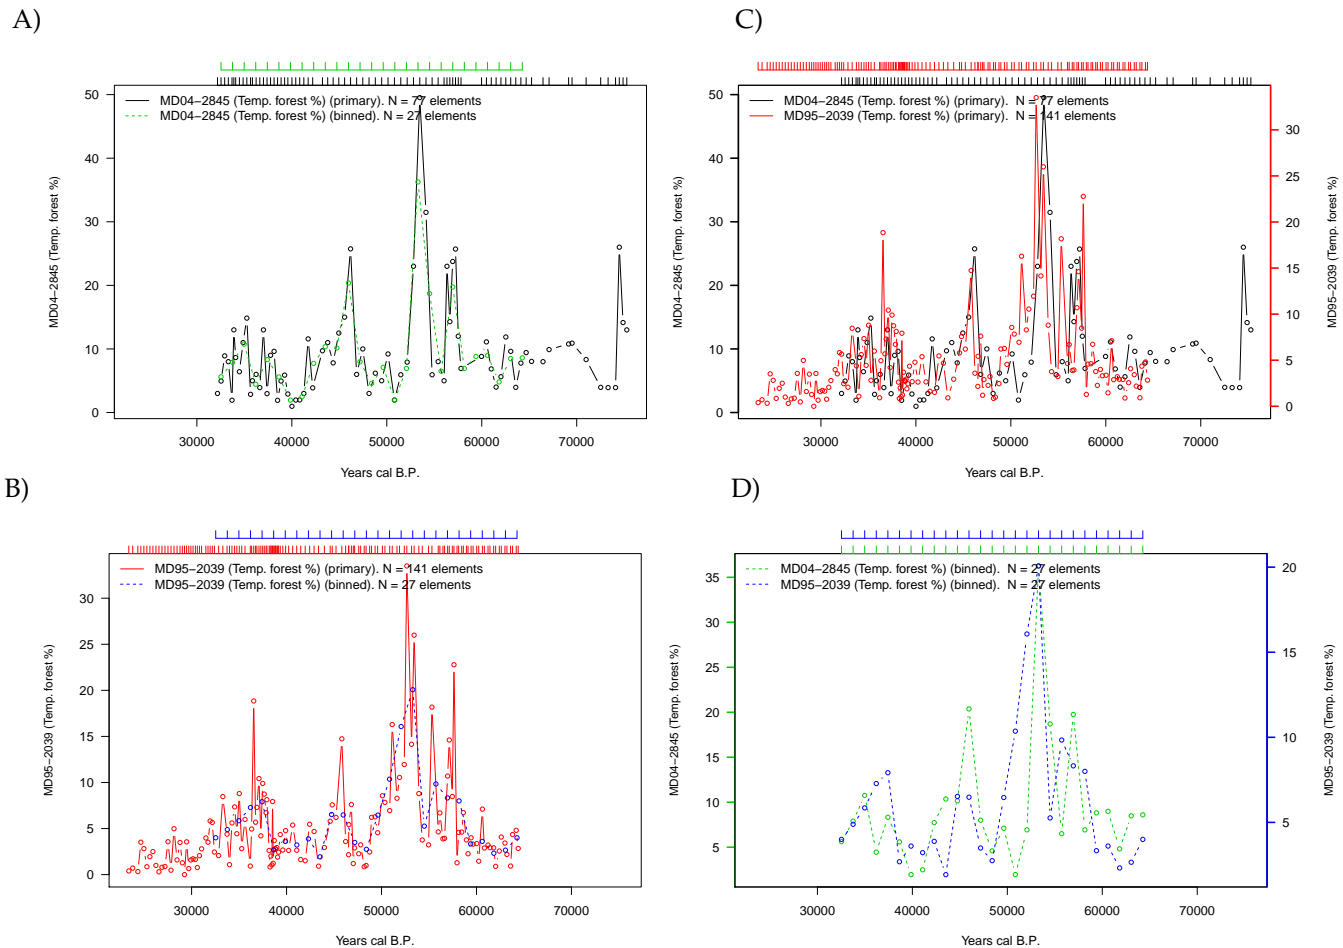 A)
MD04−2845 (Temp. forest %) (primary). N = 77 elements
MD04−2845 (Temp. forest %) (binned). N = 27 elements
50
40
30
20
10
0
MD04−2845 (Temp. forest %)
30000 40000 50000 60000 70000
Years cal B.P.
C)
MD04−2845 (Temp. forest %) (primary). N = 77
MD95−2039 (Temp. forest %) (primary). N = 141 elements
50
40
30
20
10
0
MD04−2845 (Temp. forest %)
30
25
20
15
10
5
0
MD95−2039 (Temp. forest %)
30000 40000 50000 60000 70000
Years cal B.P.
B)
MD95−2039 (Temp. forest %) (primary). N = 141 elements
MD95−2039 (Temp. forest %) (binned). N = 27 elements
30
25
20
15
10
5
0
MD95−2039 (Temp. forest %)
30000 40000 50000 60000 70000
Years cal B.P.
D)
MD04−2845 (Temp. forest %) (binned). N = 27
MD95−2039 (Temp. forest %) (binned). N = 27 elements
35
30
25
20
15
10
5
MD04−2845 (Temp. forest %)
20
15
10
5
MD95−2039 (Temp. forest %)
30000 40000 50000 60000 70000
Years cal B.P.